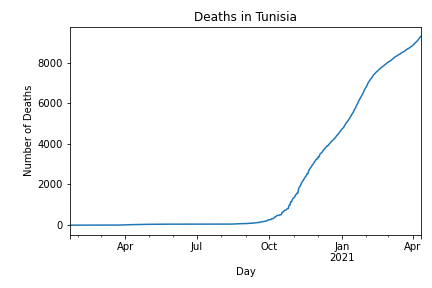 Deaths in Tunisia
Number of Deaths
8000
6000
4000
2000
0
Apr Jul Oct Jan Apr
2021
Day